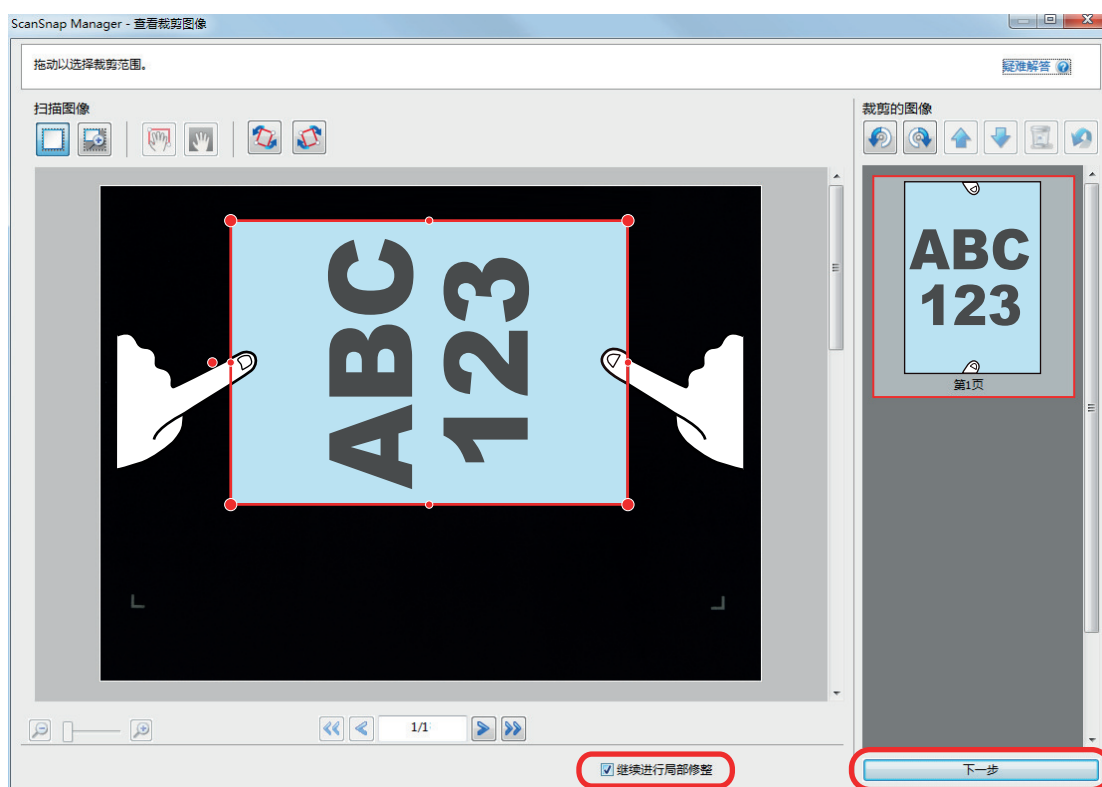 ScanSnap Manager - 查看裁剪图像
拖动以选择裁剪范围。
疑难解答
扫描图像
裁剪的图像
ABC
123
ABC
123
第1页
1/1
继续进行局部修整
下一步